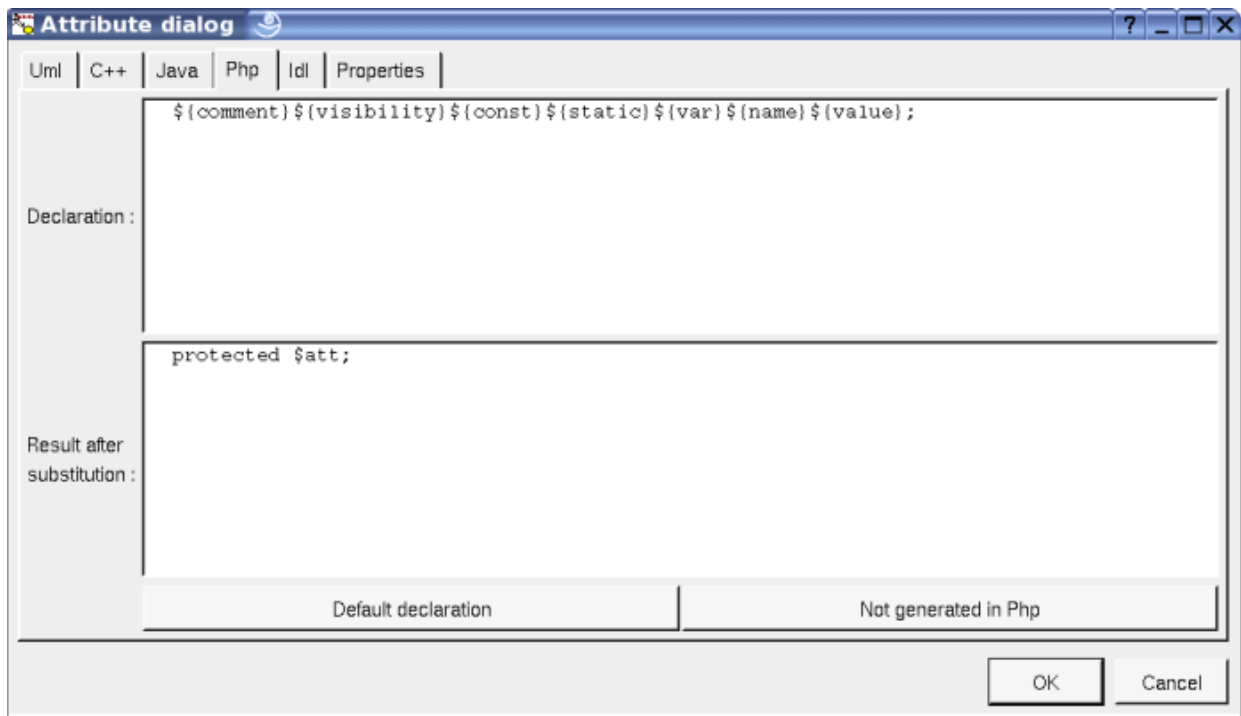 Attribute dialog
Uml C++ Java Php Idl Properties
Declaration :
${comment}${visibility}${const}${static}${var}${name}${value};
Result after
substitution :
protected $att;
Default declaration Not generated in Php
OK Cancel